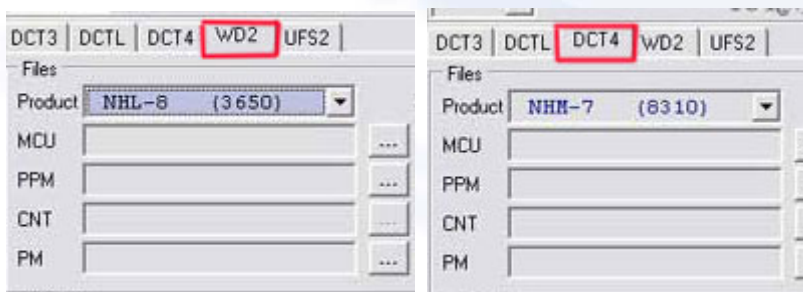 DCT3 DCTL DCT4 WD2 UFS2
Files
Product NHL-8 (3650)
MCU ...
PPM ...
CNT ...
PM ...
DCT3 DCTL DCT4 WD2 UFS2
Files
Product NHM-7 (8310)
MCU
PPM
CNT
PM